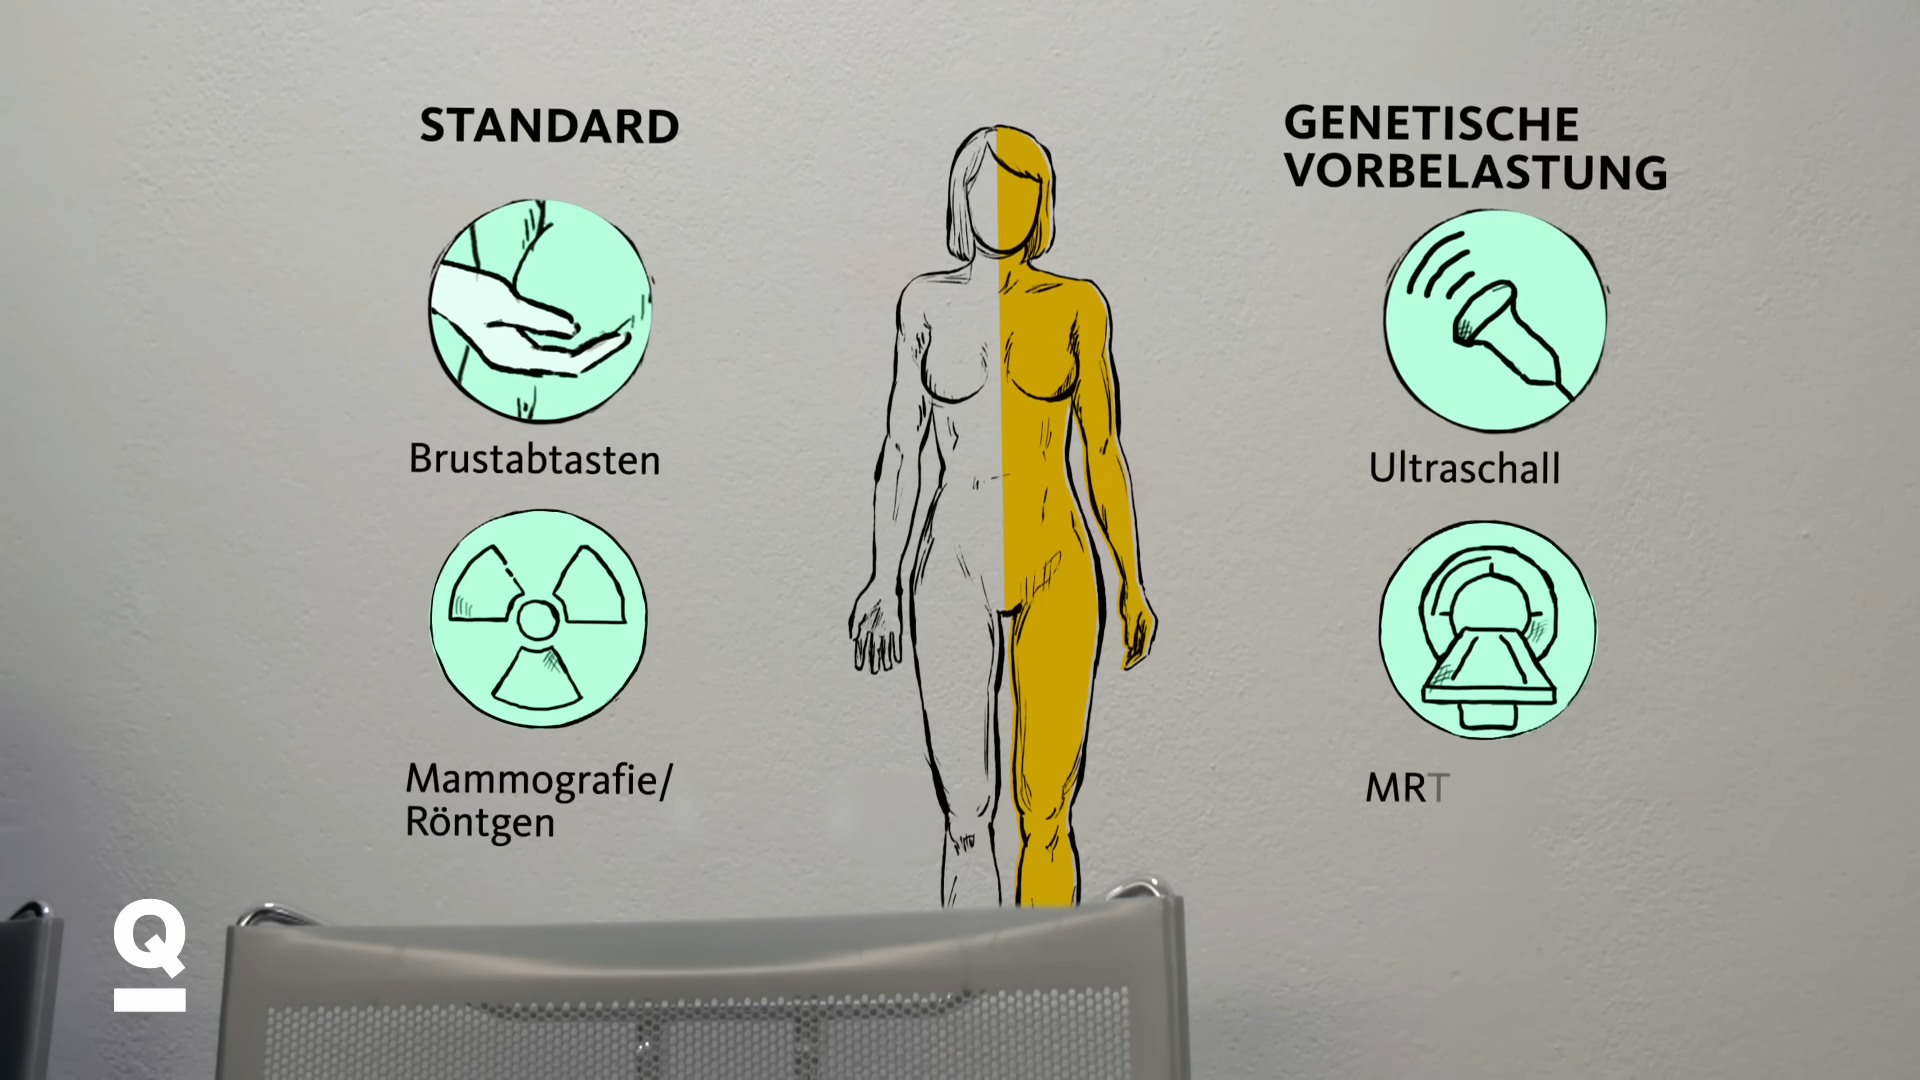 STANDARD
Brustabtasten
Mammografie/
Röntgen
GENETISCHE
VORBELASTUNG
Ultraschall
MRT
Q